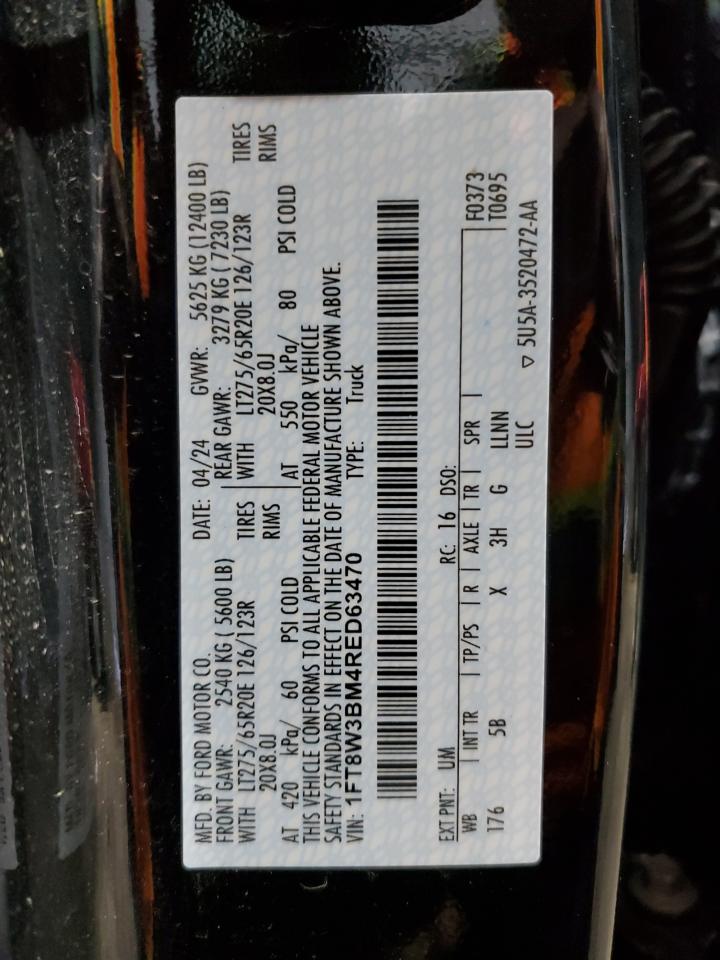 MFD. BY FORD MOTOR CO.
DATE: 04/24 GVWR: 5625 KG (12400 LB)
FRONT GAWR: 2540 KG ( 5600 LB)
REAR GAWR: 3279 KG ( 7230 LB)
WITH LT275/65R20E 126/123R TIRES
WITH LT275/65R20E 126/123R TIRES
20X8.0J RIMS
20X8.0J RIMS
AT 420 kPa/ 60 PSI COLD
AT 550 kPa/ 80 PSI COLD
THIS VEHICLE CONFORMS TO ALL APPLICABLE FEDERAL MOTOR VEHICLE
SAFETY STANDARDS IN EFFECT ON THE DATE OF MANUFACTURE SHOWN ABOVE.
VIN: 1FT8W3BM4RED63470 TYPE: Truck
EXT PNT: UM RC: 16 DSO:
WB INT TR TP/PS R AXLE TR SPR F0373
176 5B X 3H G LLNN T0695
ULC
▽ 5U5A-3520472-AA